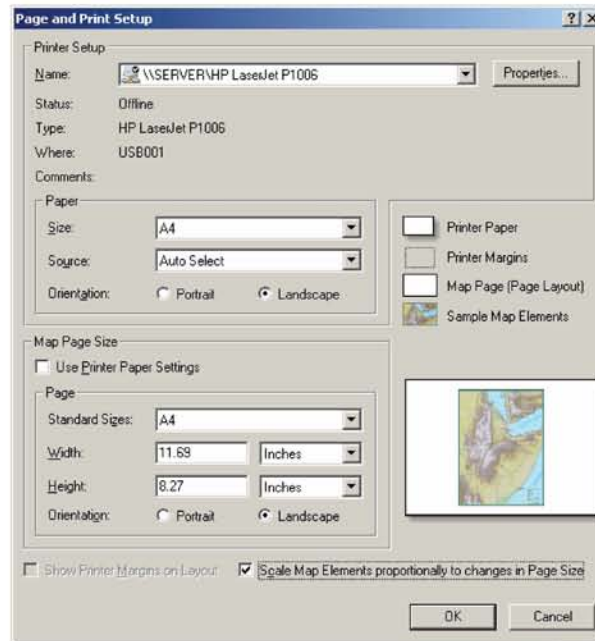 Page and Print Setup
Printer Setup
Name: \\SERVER\HP LaserJet P1006 Properties...
Status: Offline
Type: HP LaserJet P1006
Where: USB001
Comments:
Paper
Size: A4
Source: Auto Select
Orientation: Portrait Landscape
Printer Paper
Printer Margins
Map Page (Page Layout)
Sample Map Elements
Map Page Size
Use Printer Paper Settings
Page
Standard Sizes: A4
Width: 11.69 Inches
Height: 8.27 Inches
Orientation: Portrait Landscape
Show Printer Margins on Layout Scale Map Elements proportionally to changes in Page Size
OK Cancel